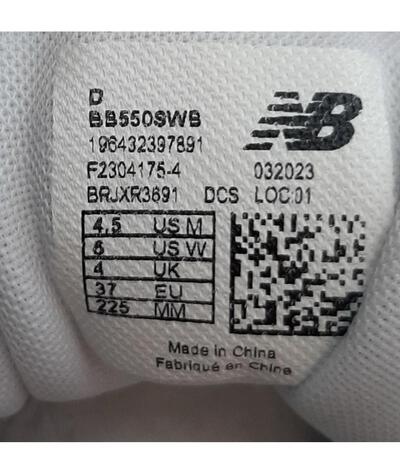 D
BB550SWB
196432397891
F2304175-4 032023
BRJXR3691 DCS LOC:01
4.5 US M
6 US W
4 UK
37 EU
225 MM
NB
Made in China
Fabriqué en Chine